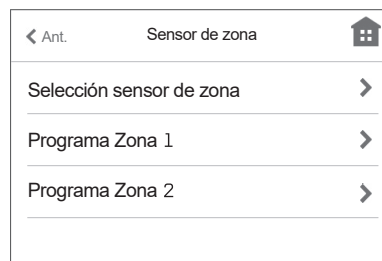 Ant.
Sensor de zona
Selección sensor de zona
Programa Zona 1
Programa Zona 2